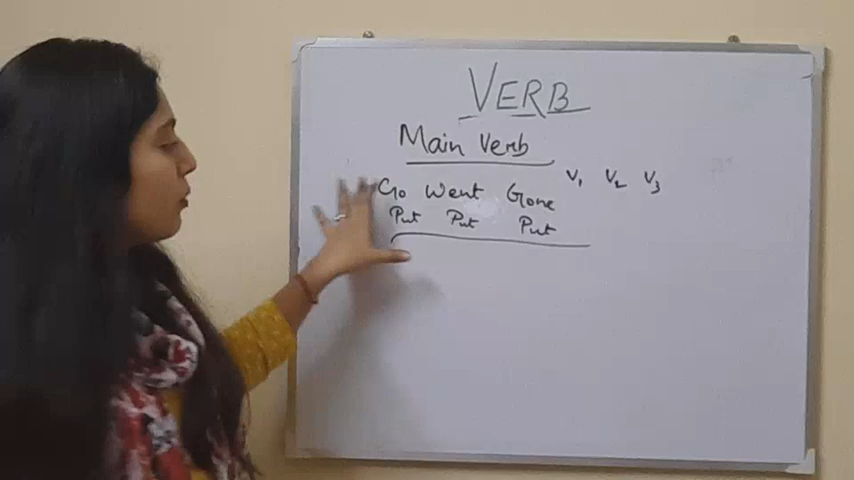 VERB
Main Verb
V1 V2 V3
Go Went Gone
Put Put Put